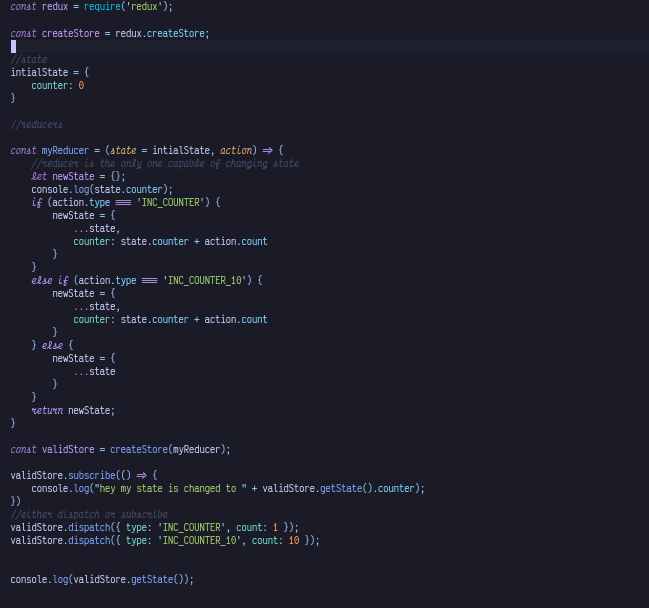 const redux = require('redux');
const createStore = redux.createStore;
//state
intialState = {
    counter: 0
}
//reducers
const myReducer = (state = intialState, action) => {
    //reducer is the only one capable of changing state
    let newState = {};
    console.log(state.counter);
    if (action.type === 'INC_COUNTER') {
        newState = {
            ...state,
            counter: state.counter + action.count
        }
    }
    else if (action.type === 'INC_COUNTER_10') {
        newState = {
            ...state,
            counter: state.counter + action.count
        }
    } else {
        newState = {
            ...state
        }
    }
    return newState;
}
const validStore = createStore(myReducer);
validStore.subscribe(() => {
    console.log("hey my state is changed to " + validStore.getState().counter);
})
//either dispatch or subscribe
validStore.dispatch({ type: 'INC_COUNTER', count: 1 });
validStore.dispatch({ type: 'INC_COUNTER_10', count: 10 });
console.log(validStore.getState());